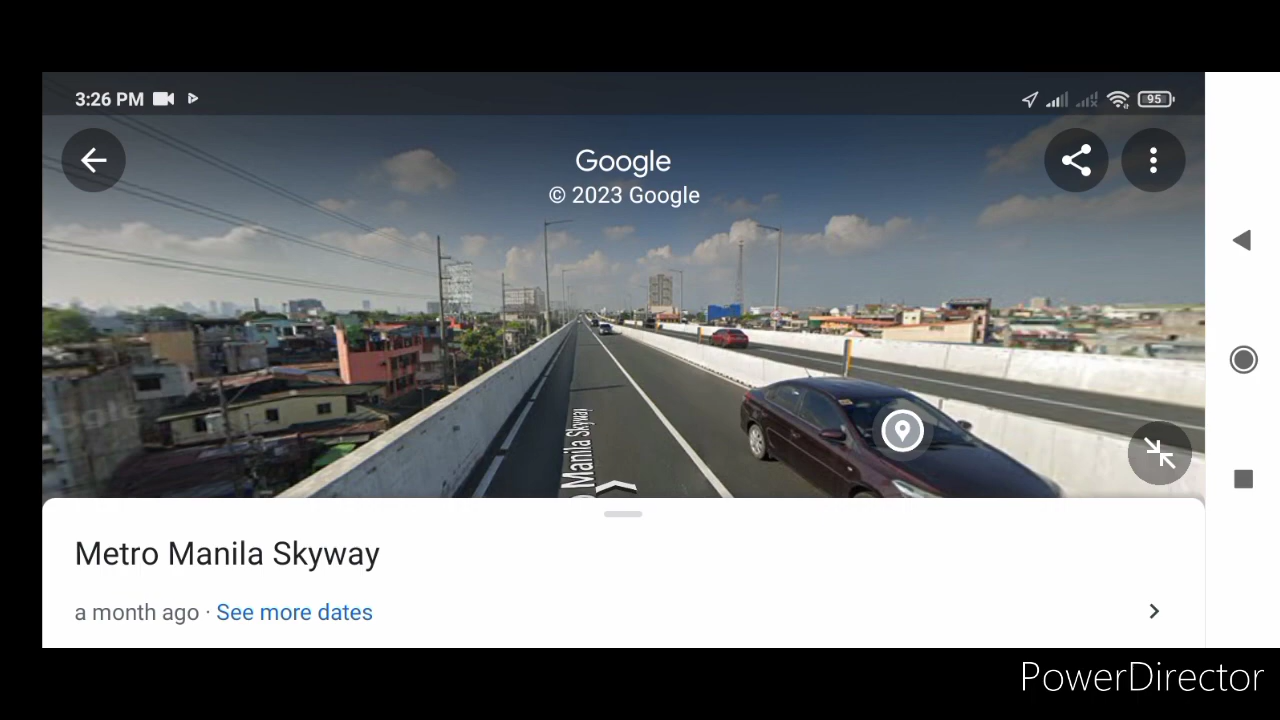 3:26 PM
95
Google
© 2023 Google
Manila Skyway
Metro Manila Skyway
a month ago · See more dates
PowerDirector